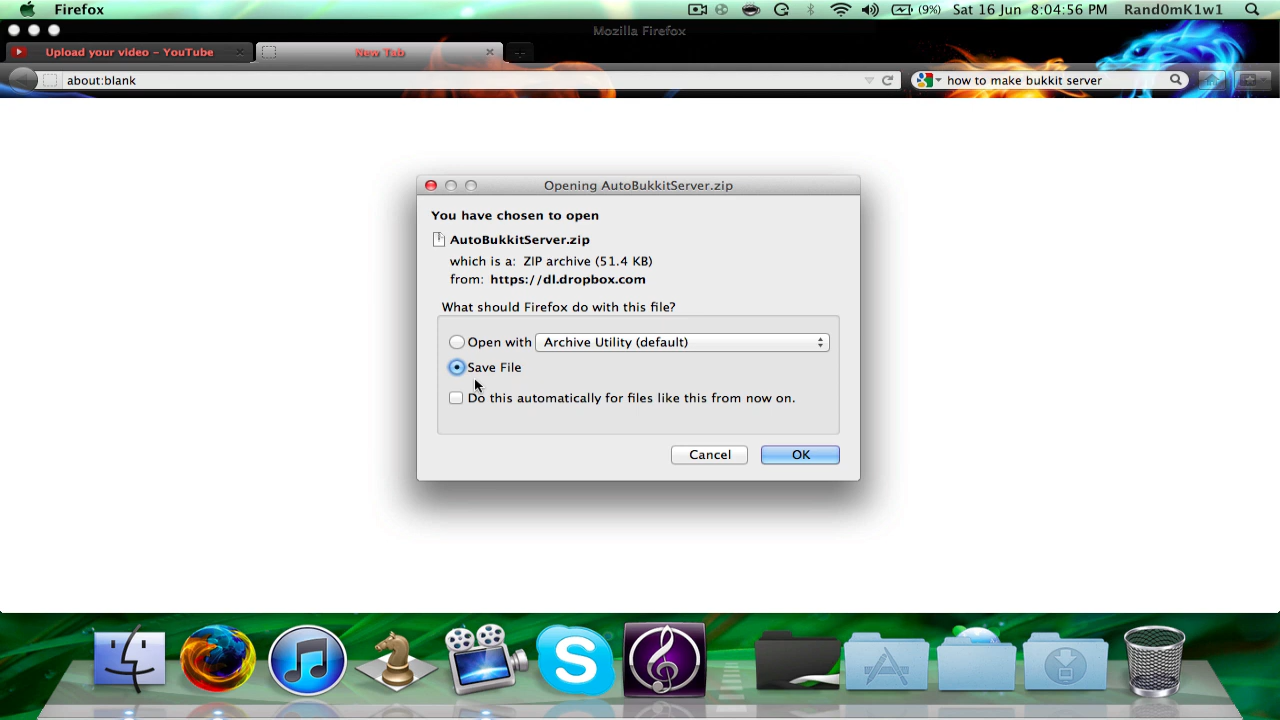 Firefox
(9%) Sat 16 Jun 8:04:56 PM Rand0mK1w1
Mozilla Firefox
Upload your video – YouTube
New Tab
about:blank
how to make bukkit server
Opening AutoBukkitServer.zip
You have chosen to open
AutoBukkitServer.zip
which is a: ZIP archive (51.4 KB)
from: https://dl.dropbox.com
What should Firefox do with this file?
Open with Archive Utility (default)
Save File
Do this automatically for files like this from now on.
Cancel OK